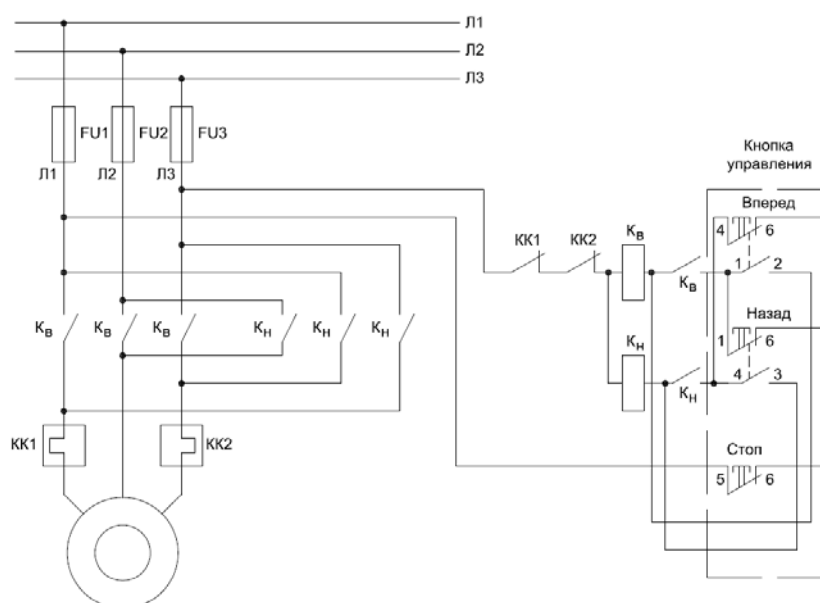 Л1
Л2
Л3
FU1 FU2 FU3
Л1 Л2 Л3
Кнопка
управления
Вперед
4 6
КК1 КК2 Кв
1 2
Кв
Кв Кв Кв Кн Кн Кн
Назад
1 6
Кн
4 3
Кн
КК1 КК2
Стоп
5 6